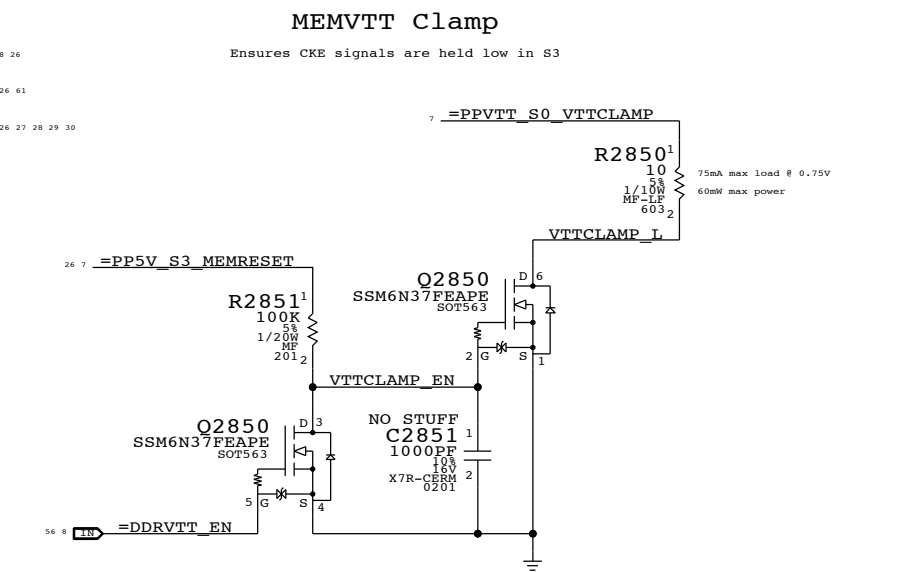 MEMVTT Clamp
Ensures CKE signals are held low in S3
8 26
26 61
26 27 28 29 30
7 =PPVTT_S0_VTTCLAMP
R2850 1
10
5%
1/10W
MF-LF
603 2
75mA max load @ 0.75V
60mW max power
VTTCLAMP_L
26 7 =PP5V_S3_MEMRESET
R2851 1
100K
5%
1/20W
MF
201 2
Q2850
SSM6N37FEAPE
SOT563
D 6
2 G S 1
VTTCLAMP_EN
Q2850
SSM6N37FEAPE
SOT563
D 3
5 G S 4
NO STUFF
C2851 1
1000PF
10%
16V
X7R-CERM 2
0201
56 8 IN =DDRVTT_EN